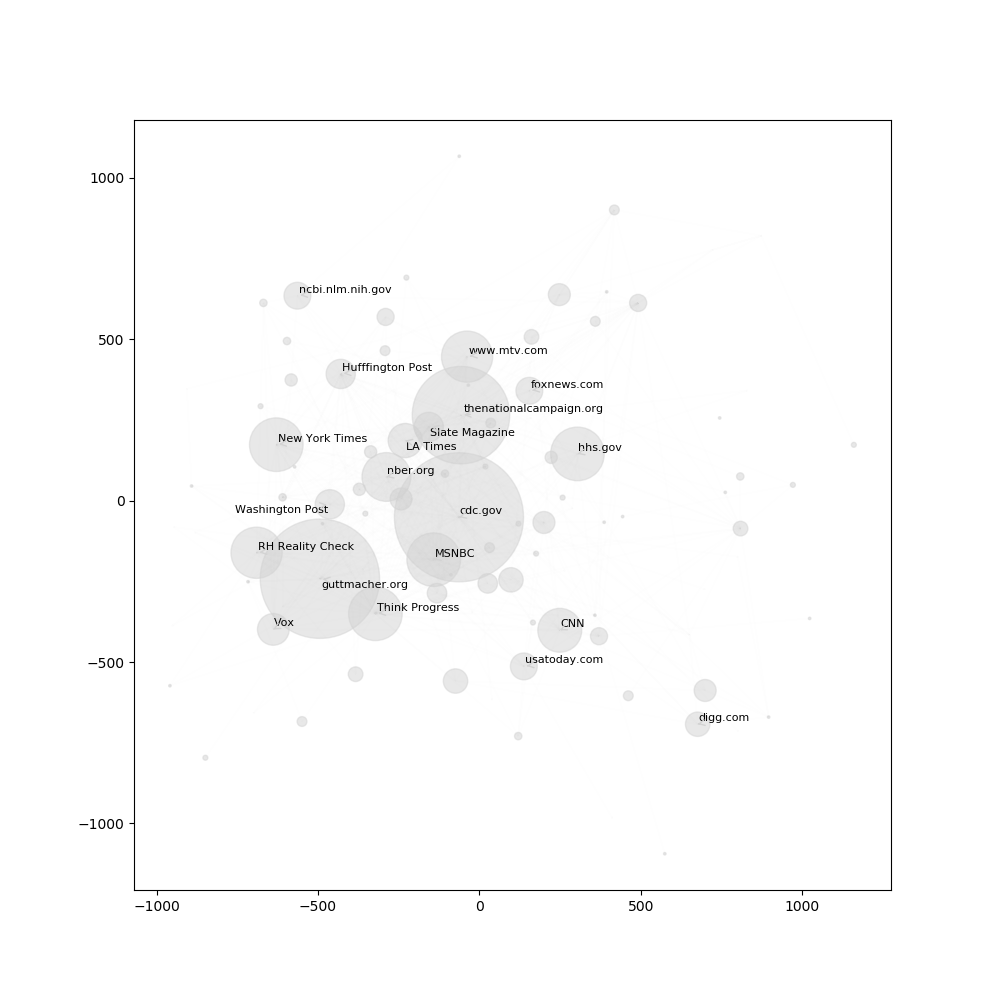 1000
500
0
−500
−1000
ncbi.nlm.nih.gov
www.mtv.com
Hufffington Post
foxnews.com
thenationalcampaign.org
Slate Magazine
New York Times
LA Times
hhs.gov
nber.org
Washington Post
cdc.gov
RH Reality Check
MSNBC
guttmacher.org
Think Progress
Vox
CNN
usatoday.com
digg.com
−1000
−500
0
500
1000